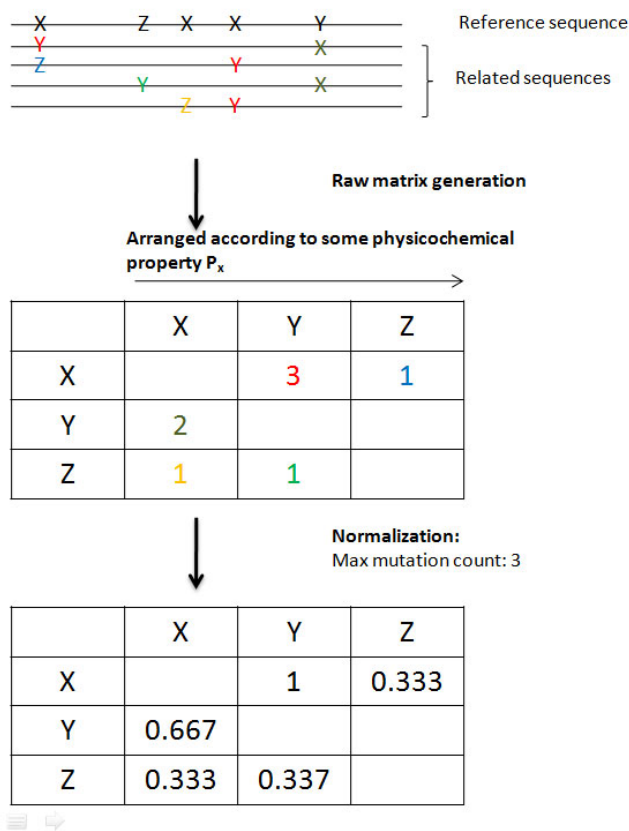 X Z X X Y Reference sequence
Y X
Z Y Related sequences
Y X
Z Y
Raw matrix generation
Arranged according to some physicochemical
property Px
X Y Z
X 3 1
Y 2
Z 1 1
Normalization:
Max mutation count: 3
X Y Z
X 1 0.333
Y 0.667
Z 0.333 0.337